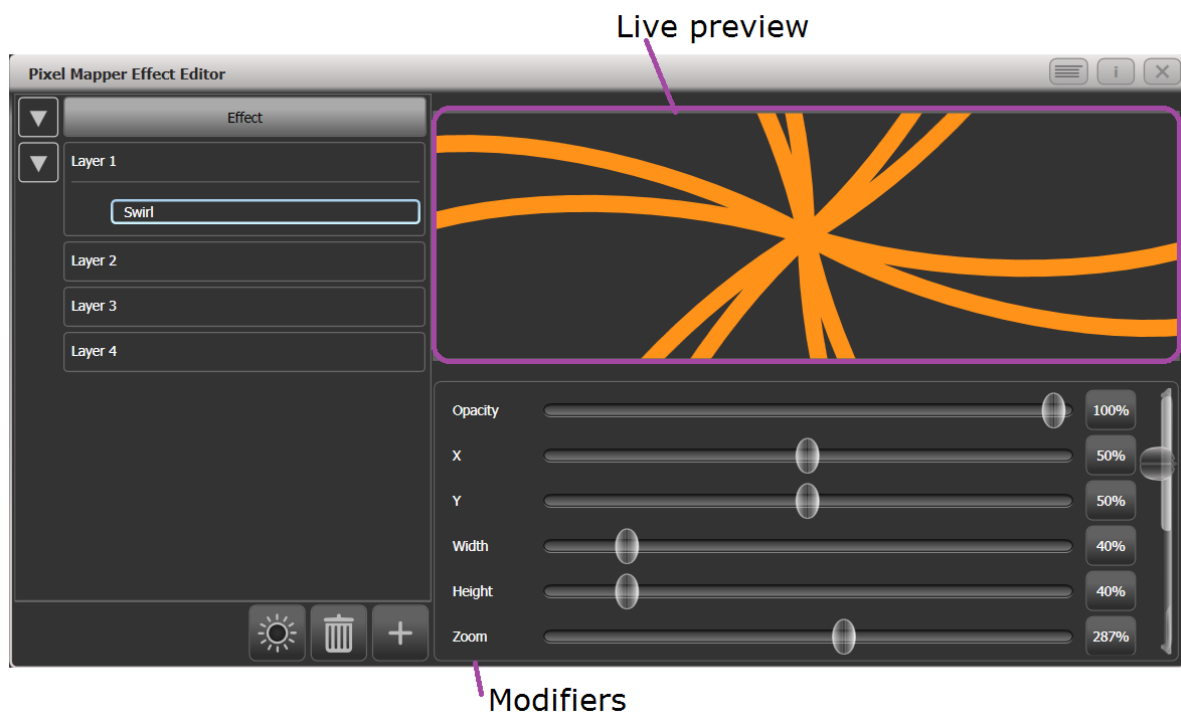 Live preview
Pixel Mapper Effect Editor
i
Effect
Layer 1
Swirl
Layer 2
Layer 3
Layer 4
Opacity 100%
X 50%
Y 50%
Width 40%
Height 40%
Zoom 287%
Modifiers